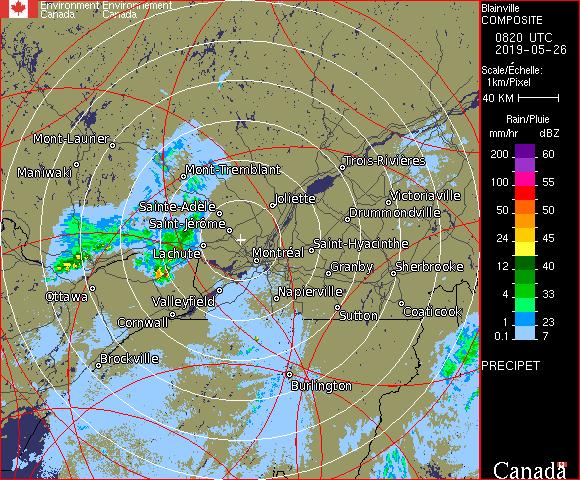 Environment Environnement
Canada Canada
Blainville
COMPOSITE
0820 UTC
2019-05-26
Scale/Échelle:
1km/Pixel
40 KM
Rain/Pluie
mm/hr dBZ
200 60
100 55
50 50
24 45
12 40
4 33
1 23
0.1 7
PRECIPET
Canada
Mont-Laurier
Maniwaki
Mont-Tremblant
Trois-Rivières
Joliette
Victoriaville
Sainte-Adèle
Drummondville
Saint-Jérôme
Saint-Hyacinthe
Lachute
Montréal
Granby
Sherbrooke
Ottawa
Valleyfield
Napierville
Sutton
Coaticook
Cornwall
Brockville
Burlington